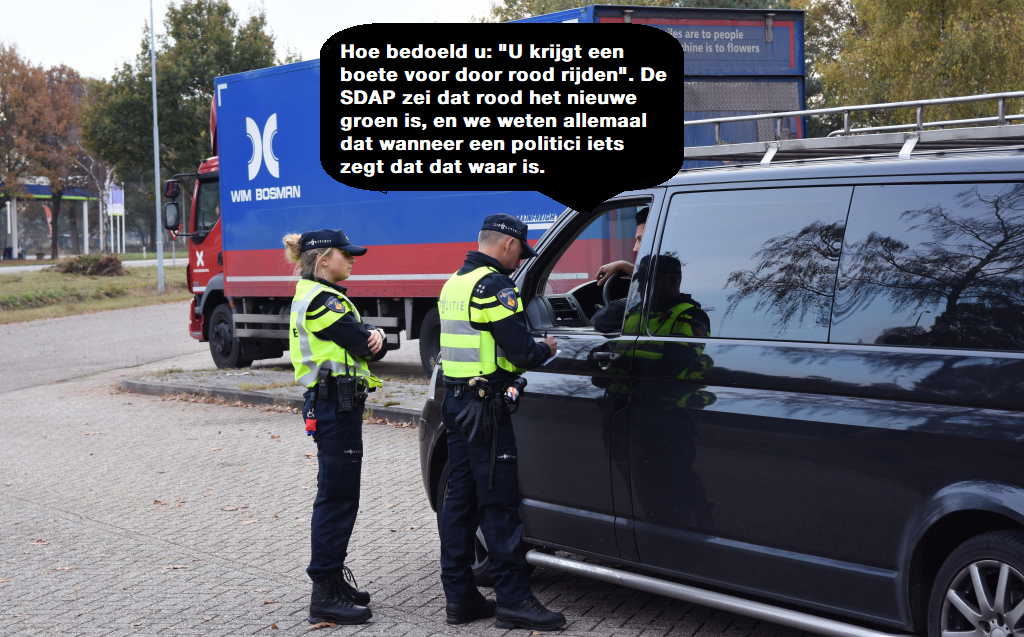 iles are to people
hine is to flowers
Hoe bedoeld u: "U krijgt een
boete voor door rood rijden". De
SDAP zei dat rood het nieuwe
groen is, en we weten allemaal
dat wanneer een politici iets
zegt dat dat waar is.
WIM BOSMAN
MAINFREIGH
POLITIE